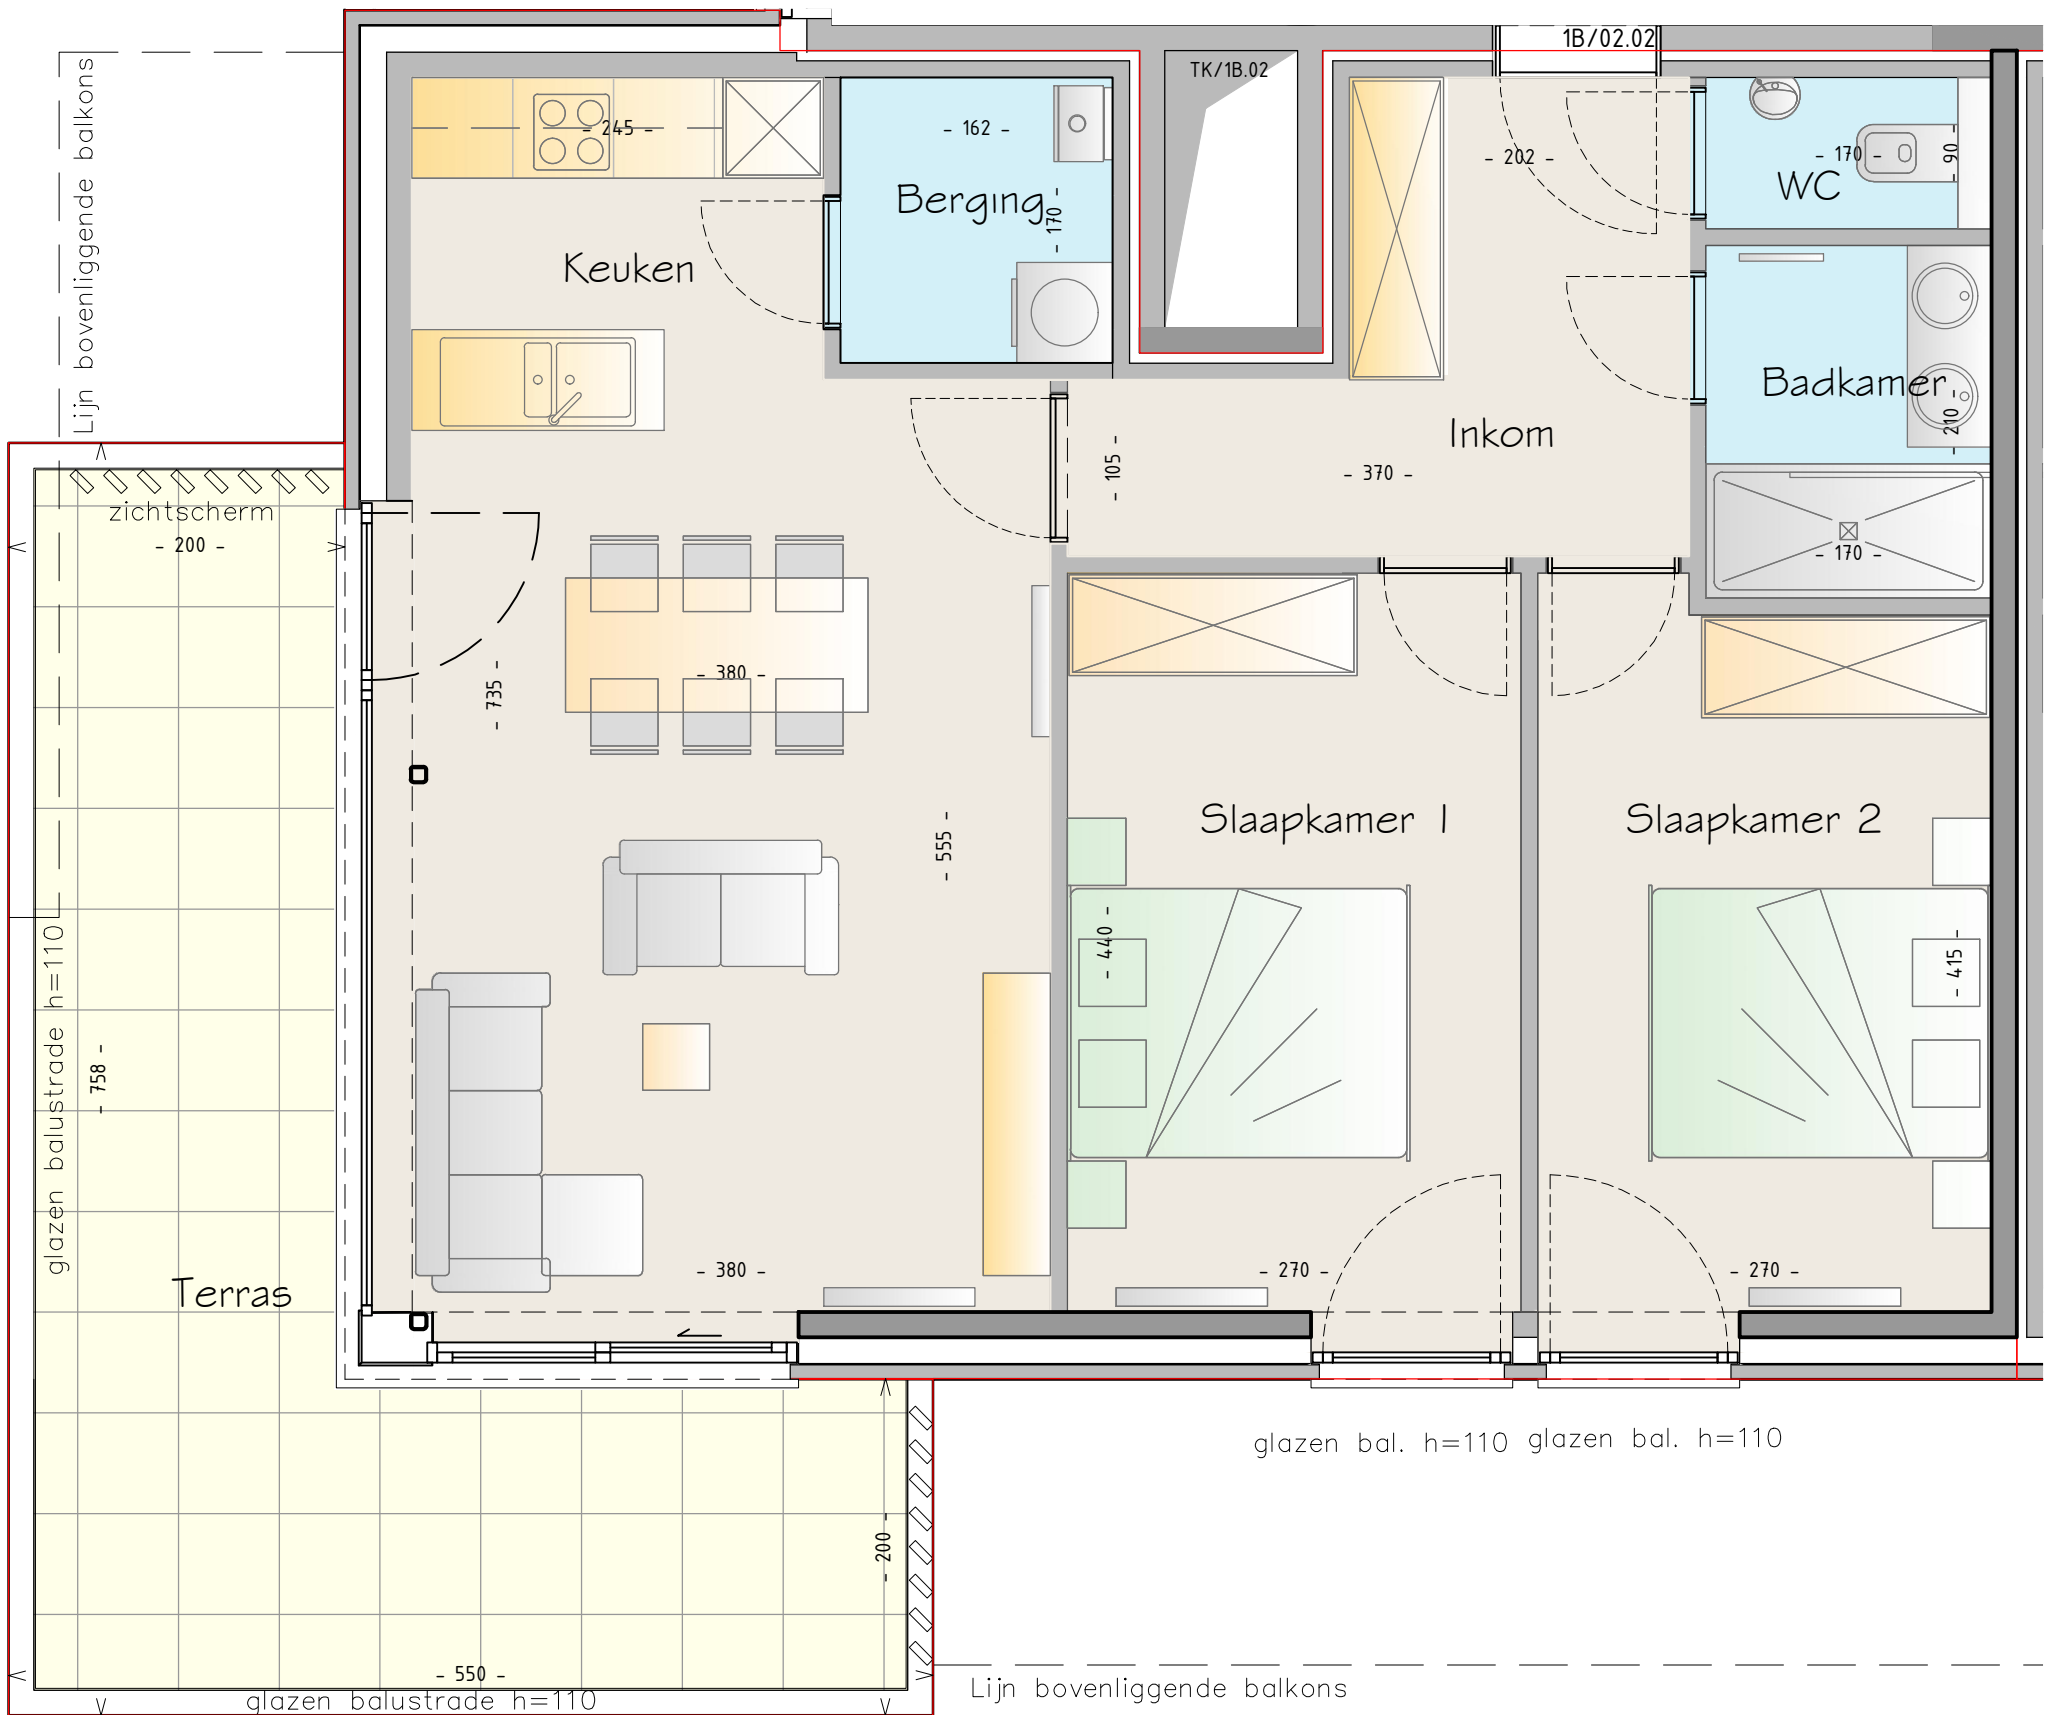 1B/02.02
TK/1B.02
- 245 -
- 162 -
- 202 -
- 170 -
90 -
WC
Berging
- 170 -
Keuken
Lijn bovenliggende balkons
Badkamer
- 210 -
Inkom
- 105 -
- 370 -
zichtscherm
- 200 -
- 170 -
- 380 -
- 735 -
Slaapkamer 1
Slaapkamer 2
- 555 -
- 440 -
- 415 -
glazen balustrade h=110
- 758 -
- 380 -
- 270 -
- 270 -
Terras
glazen bal. h=110
glazen bal. h=110
- 200 -
- 550 -
glazen balustrade h=110
Lijn bovenliggende balkons